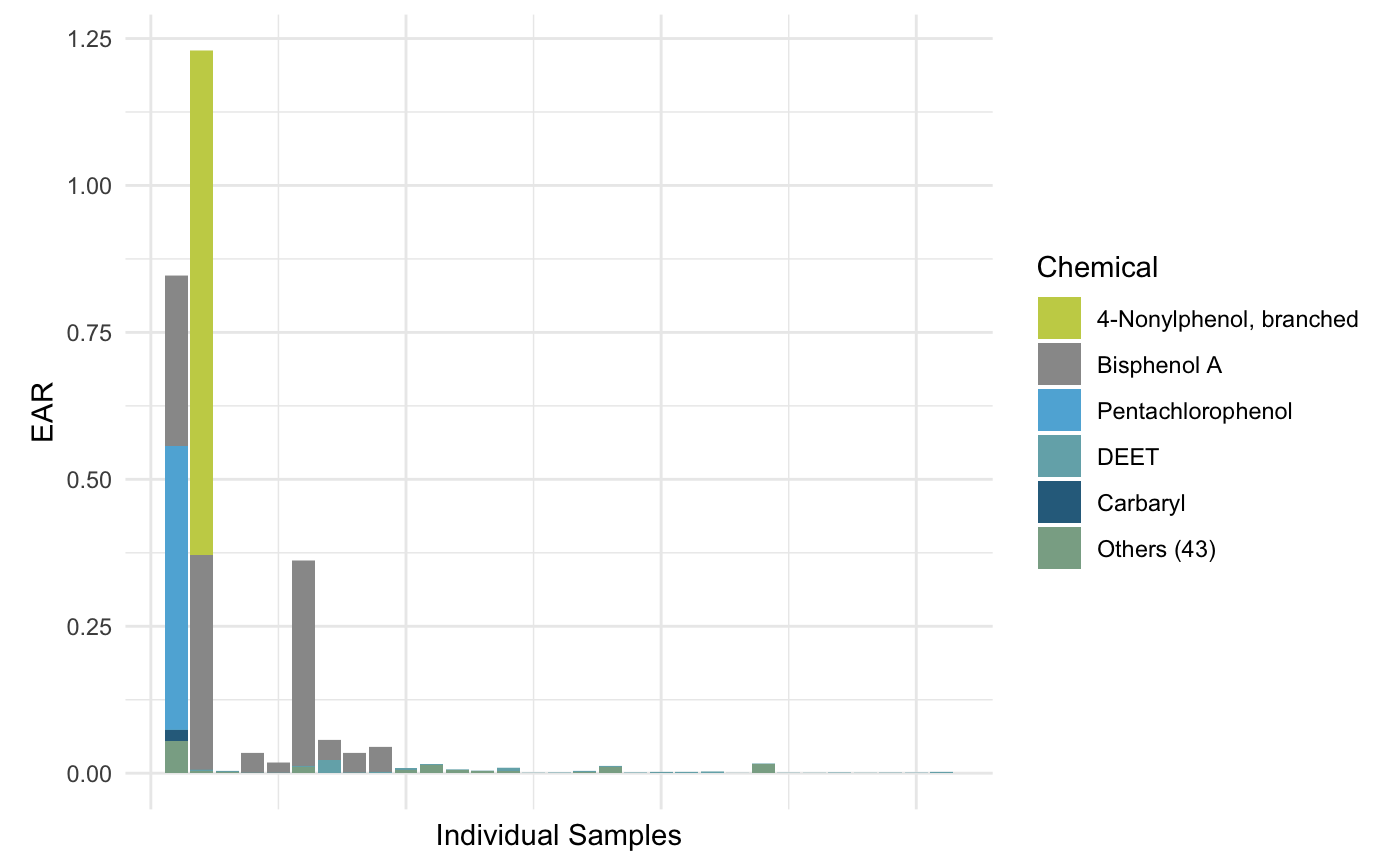 1.25
1.00
0.75
0.50
0.25
0.00
EAR
Individual Samples
Chemical
4-Nonylphenol, branched
Bisphenol A
Pentachlorophenol
DEET
Carbaryl
Others (43)